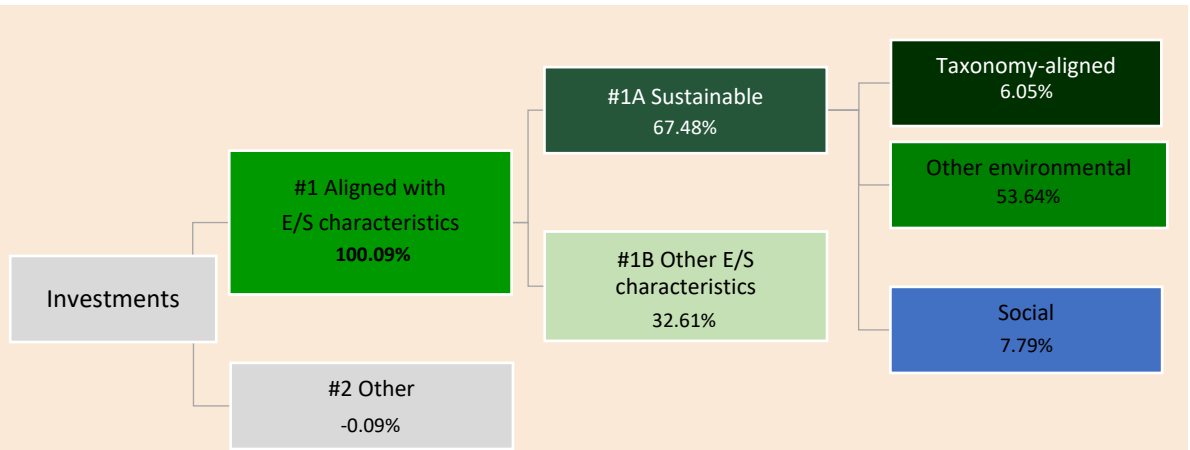 Investments
#1 Aligned with
E/S characteristics
100.09%
#2 Other
-0.09%
#1A Sustainable
67.48%
#1B Other E/S
characteristics
32.61%
Taxonomy-aligned
6.05%
Other environmental
53.64%
Social
7.79%